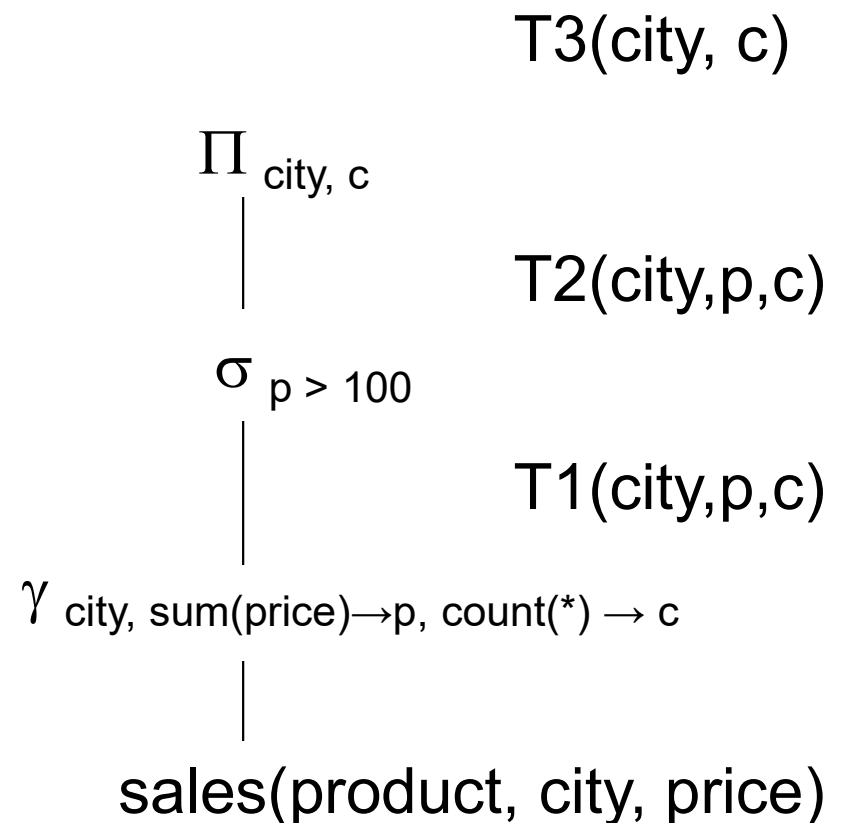 T3(city, c)
Π city, c
T2(city,p,c)
σ p > 100
T1(city,p,c)
γ city, sum(price)→p, count(*) → c
sales(product, city, price)